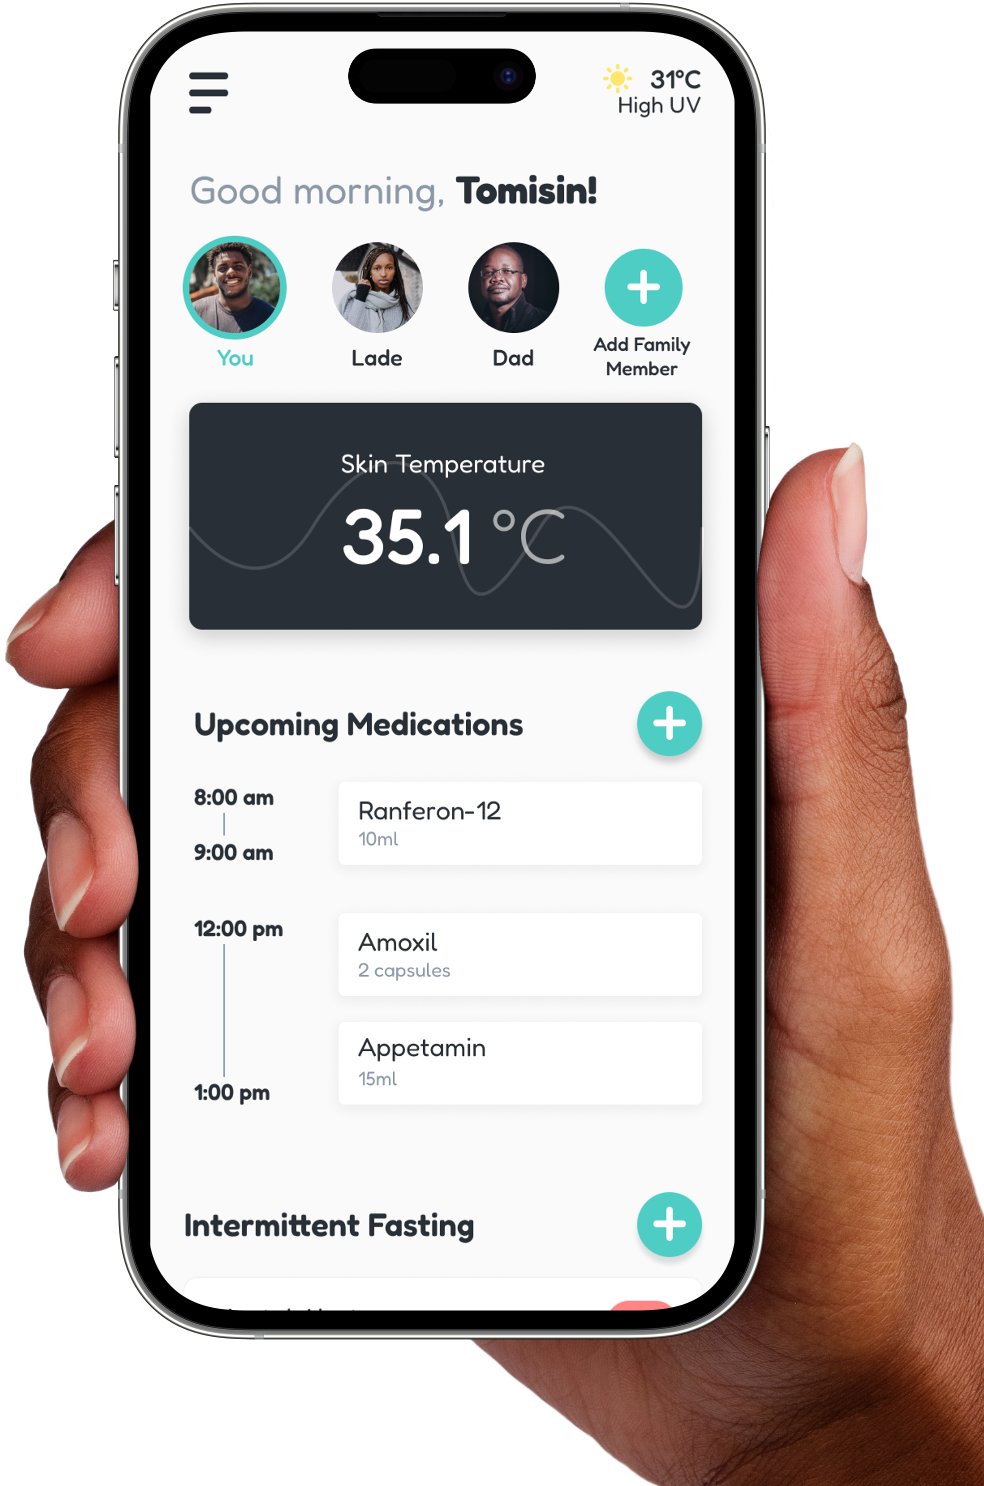 31°C
High UV
Good morning, Tomisin!
You
Lade
Dad
Add Family
Member
Skin Temperature
35.1 °C
Upcoming Medications
8:00 am
Ranferon-12
10ml
9:00 am
12:00 pm
Amoxil
2 capsules
Appetamin
15ml
1:00 pm
Intermittent Fasting